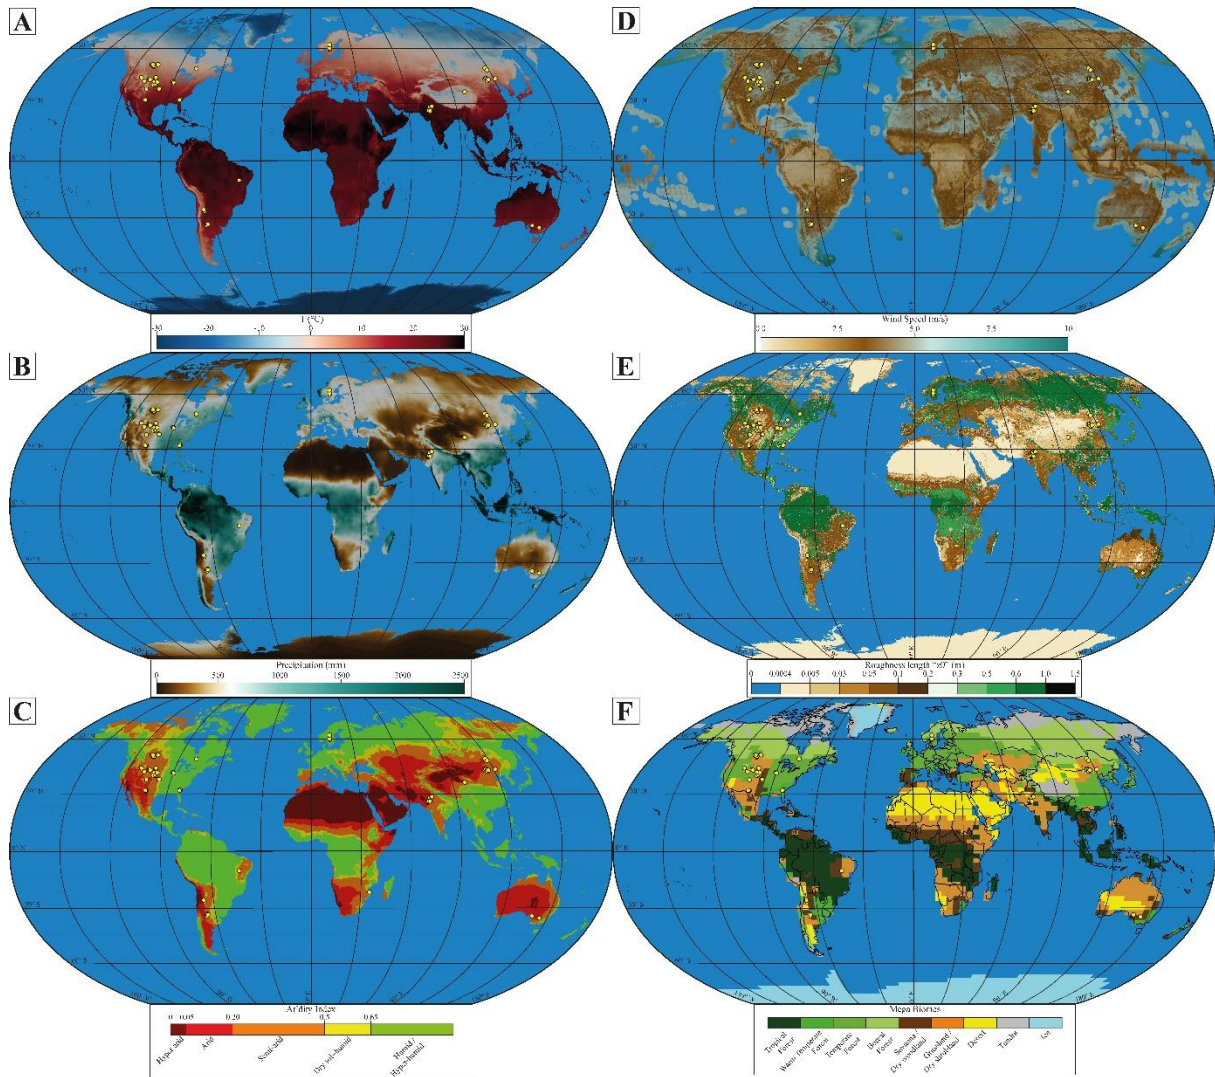 A
D
T (°C)
-30 -20 -10 0 10 20 30
Wind Speed (m/s)
0.0 2.5 5.0 7.5 10
B
E
Precipitation (mm)
0 500 1000 1500 2000 2500
Roughness length "z0" (m)
0 0.0004 0.005 0.03 0.05 0.1 0.2 0.3 0.5 0.6 1.0 1.5
C
F
Aridity Index
0 0.05 0.20 0.5 0.65
Hyper arid
Arid
Semi-arid
Dry sub-humid
Humid /
Hyper-humid
Mega Biomes
Tropical
Forest
Warm Temperate
Forest
Temperate
Forest
Boreal
Forest
Savanna /
Dry woodland
Grassland /
Dry shrubland
Desert
Tundra
Ice